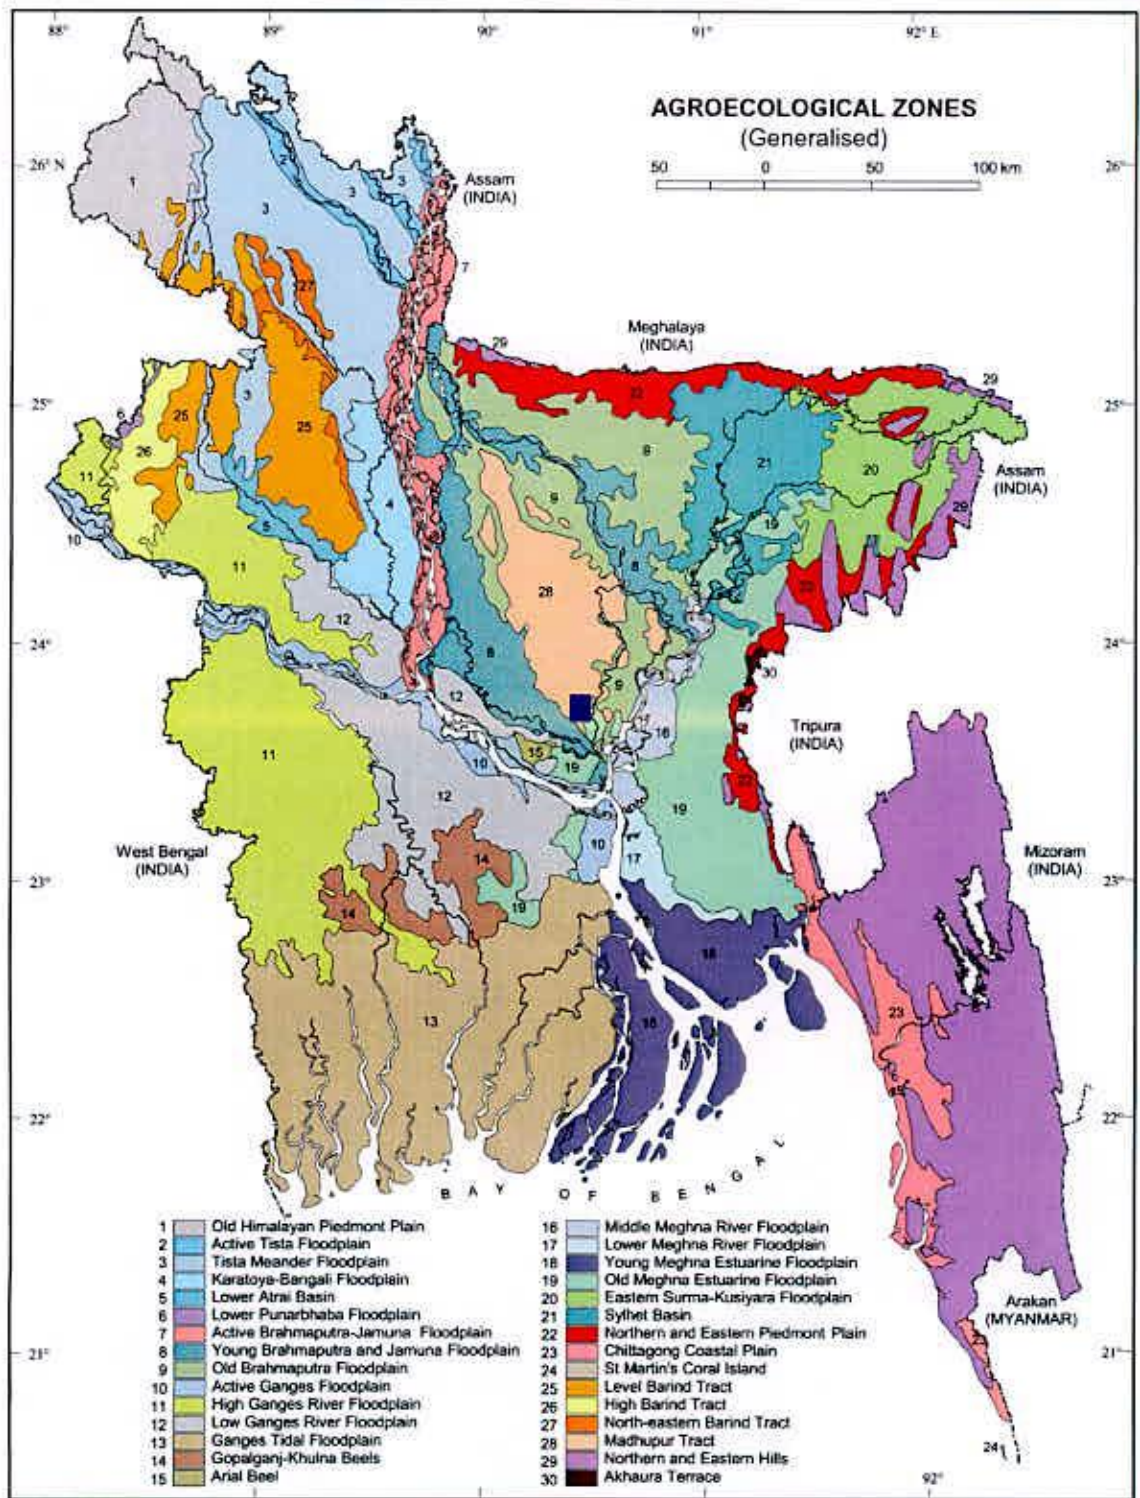 88° 89° 90° 91° 92° E
AGROECOLOGICAL ZONES
(Generalised)
50 0 50 100 km
26° N
26°
Assam
(INDIA)
Meghalaya
(INDIA)
25°
25°
Assam
(INDIA)
24°
24°
Tripura
(INDIA)
West Bengal
(INDIA)
Mizoram
(INDIA)
23°
23°
22°
22°
BAY OF BENGAL
Arakan
(MYANMAR)
21°
21°
92°
1 Old Himalayan Piedmont Plain
2 Active Tista Floodplain
3 Tista Meander Floodplain
4 Karatoya-Bangali Floodplain
5 Lower Atrai Basin
6 Lower Punarbhaba Floodplain
7 Active Brahmaputra-Jamuna Floodplain
8 Young Brahmaputra and Jamuna Floodplain
9 Old Brahmaputra Floodplain
10 Active Ganges Floodplain
11 High Ganges River Floodplain
12 Low Ganges River Floodplain
13 Ganges Tidal Floodplain
14 Gopalganj-Khulna Beels
15 Arial Beel
16 Middle Meghna River Floodplain
17 Lower Meghna River Floodplain
18 Young Meghna Estuarine Floodplain
19 Old Meghna Estuarine Floodplain
20 Eastern Surma-Kusiyara Floodplain
21 Sylhet Basin
22 Northern and Eastern Piedmont Plain
23 Chittagong Coastal Plain
24 St Martin's Coral Island
25 Level Barind Tract
26 High Barind Tract
27 North-eastern Barind Tract
28 Madhupur Tract
29 Northern and Eastern Hills
30 Akhaura Terrace